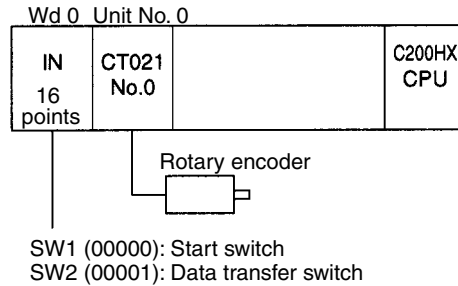 Wd 0 Unit No. 0
IN
16
points
CT021
No.0
C200HX
CPU
Rotary encoder
SW1 (00000): Start switch
SW2 (00001): Data transfer switch